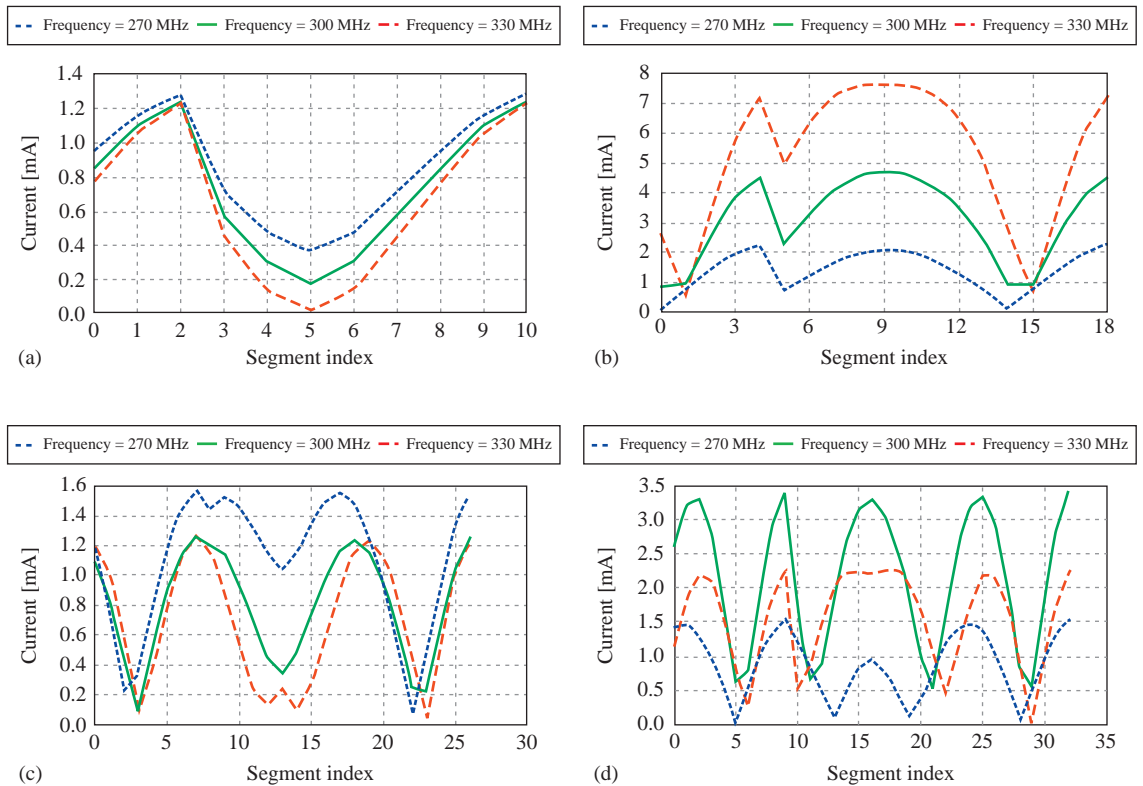 Frequency = 270 MHz Frequency = 300 MHz Frequency = 330 MHz
Current [mA]
1.4
1.2
1.0
0.8
0.6
0.4
0.2
0.0
0 1 2 3 4 5 6 7 8 9 10
(a) Segment index
Frequency = 270 MHz Frequency = 300 MHz Frequency = 330 MHz
Current [mA]
8
7
6
5
4
3
2
1
0
0 3 6 9 12 15 18
(b) Segment index
Frequency = 270 MHz Frequency = 300 MHz Frequency = 330 MHz
Current [mA]
1.6
1.4
1.2
1.0
0.8
0.6
0.4
0.2
0.0
0 5 10 15 20 25 30
(c) Segment index
Frequency = 270 MHz Frequency = 300 MHz Frequency = 330 MHz
Current [mA]
3.5
3.0
2.5
2.0
1.5
1.0
0.5
0.0
0 5 10 15 20 25 30 35
(d) Segment index